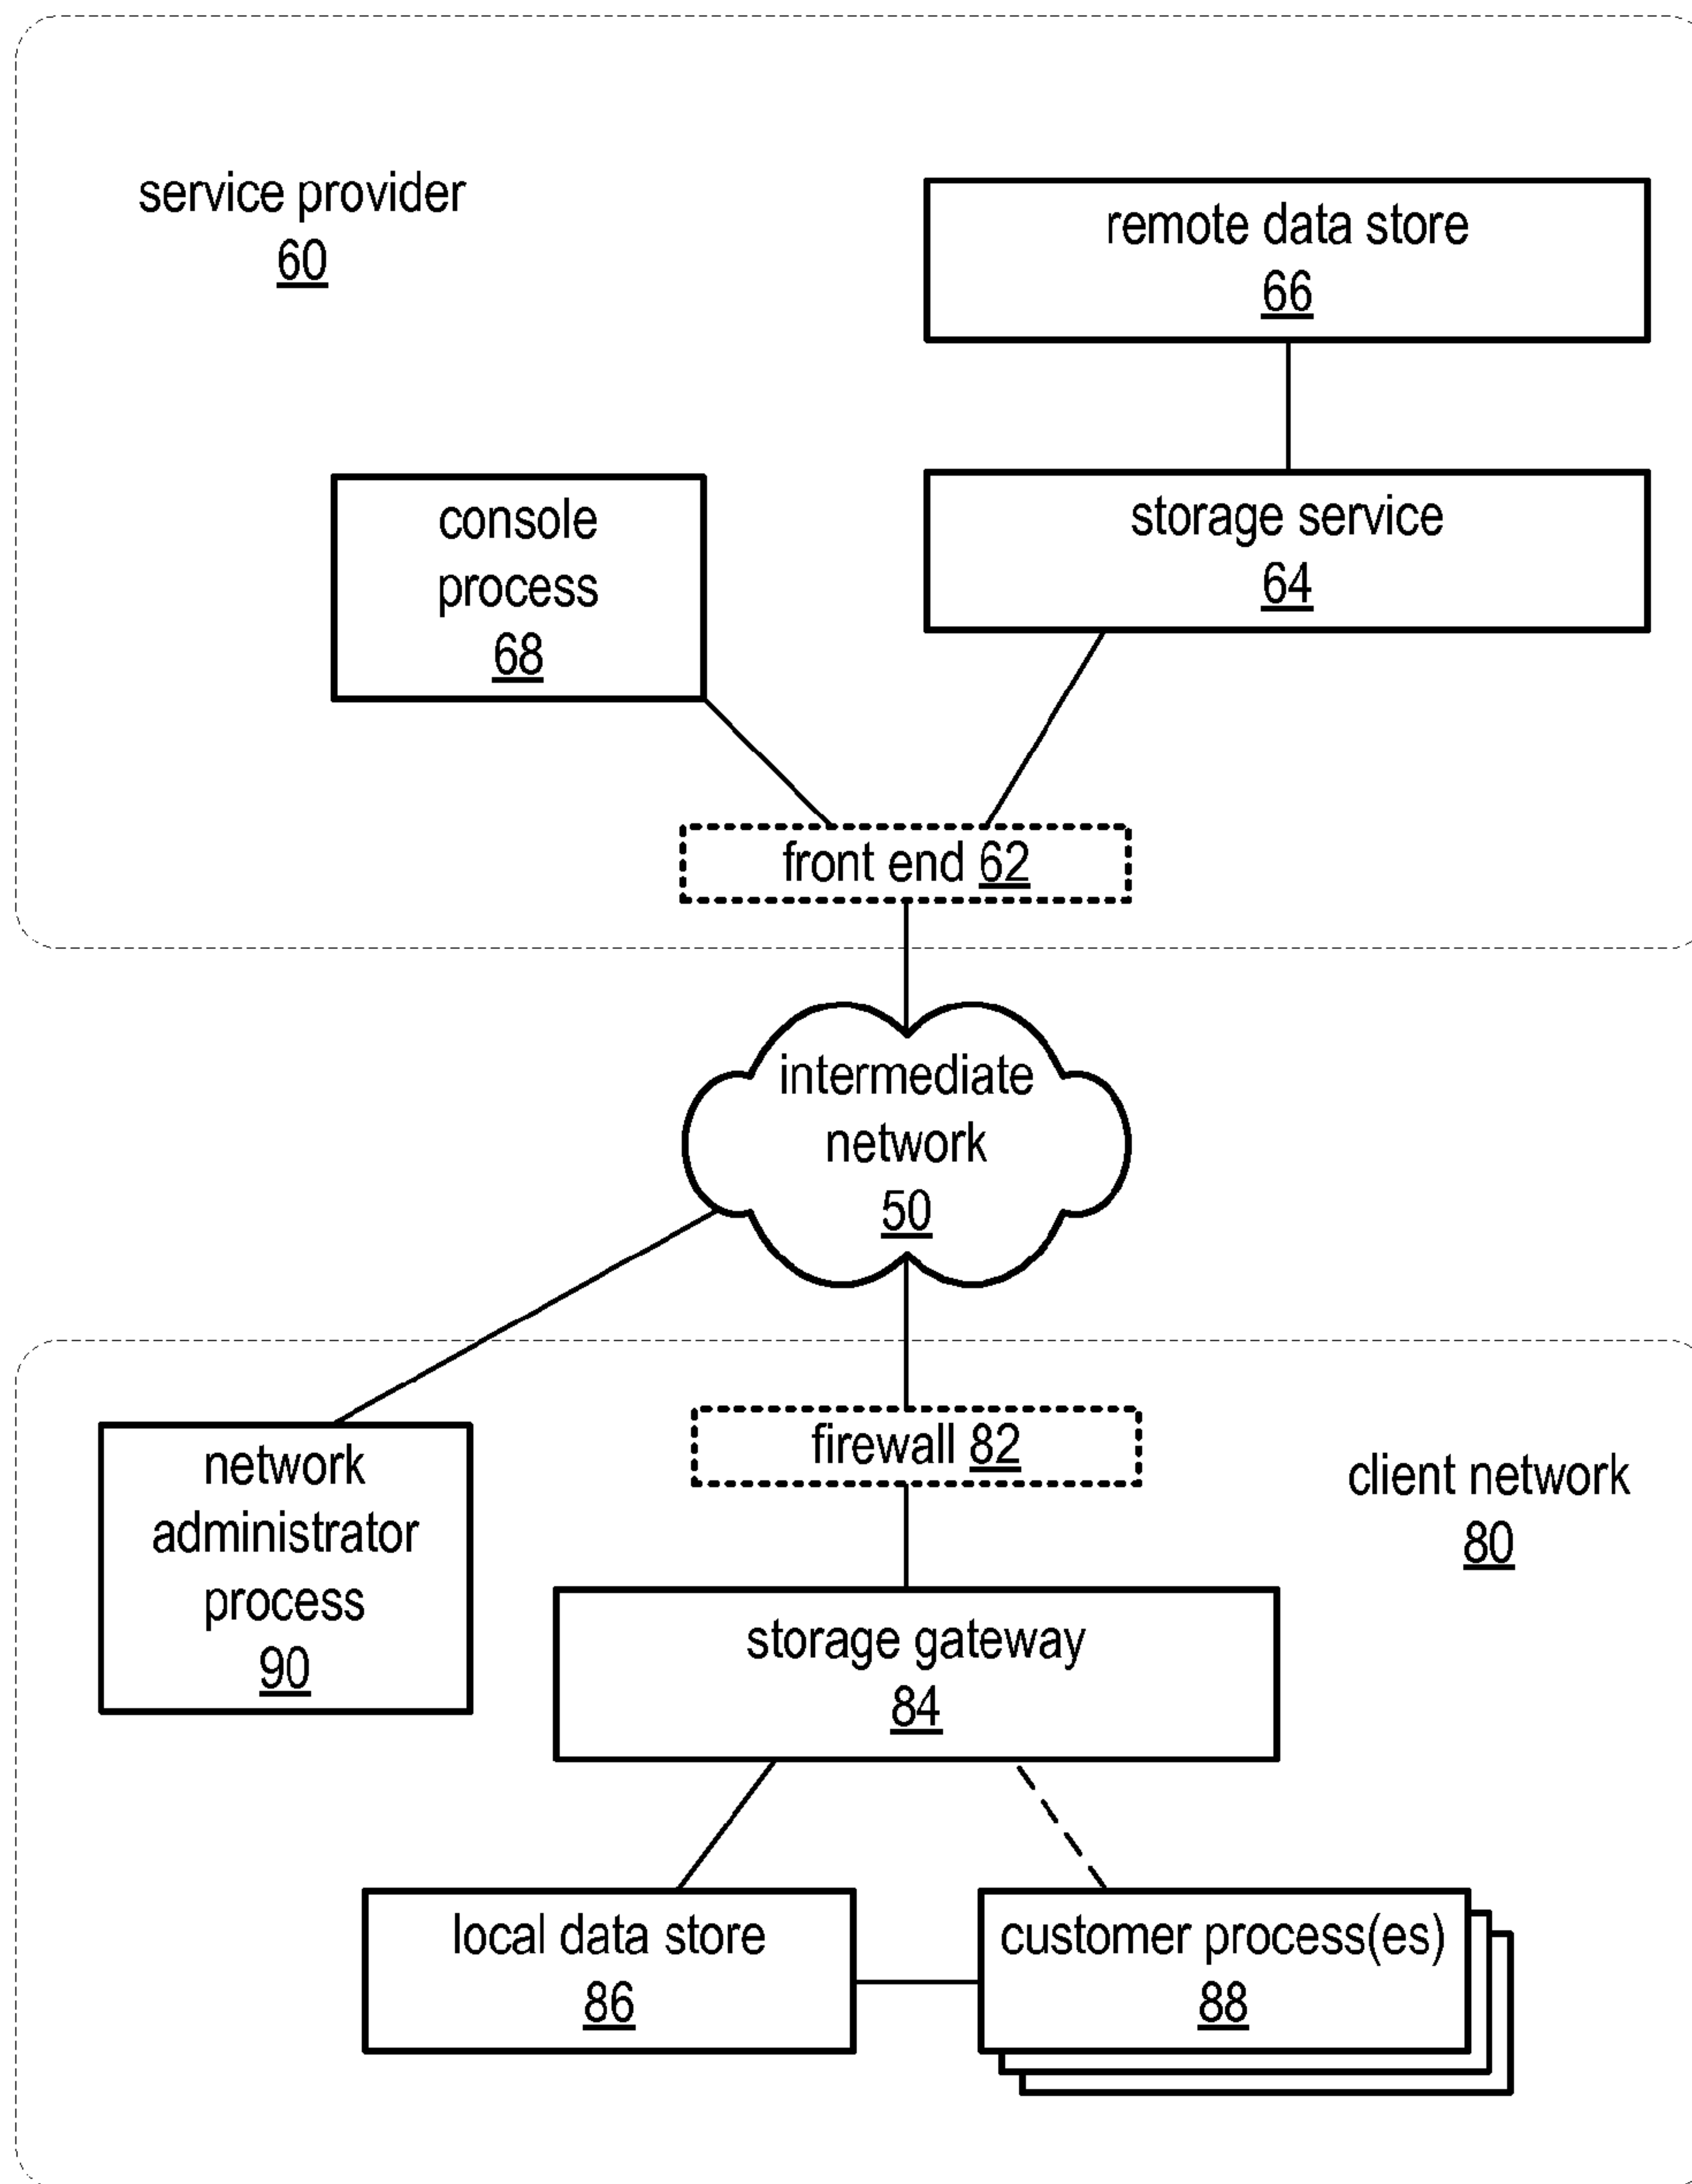 service provider
60
remote data store
66
console
process
68
storage service
64
front end 62
intermediate
network
50
firewall 82
client network
80
network
administrator
process
90
storage gateway
84
local data store
86
customer process(es)
88